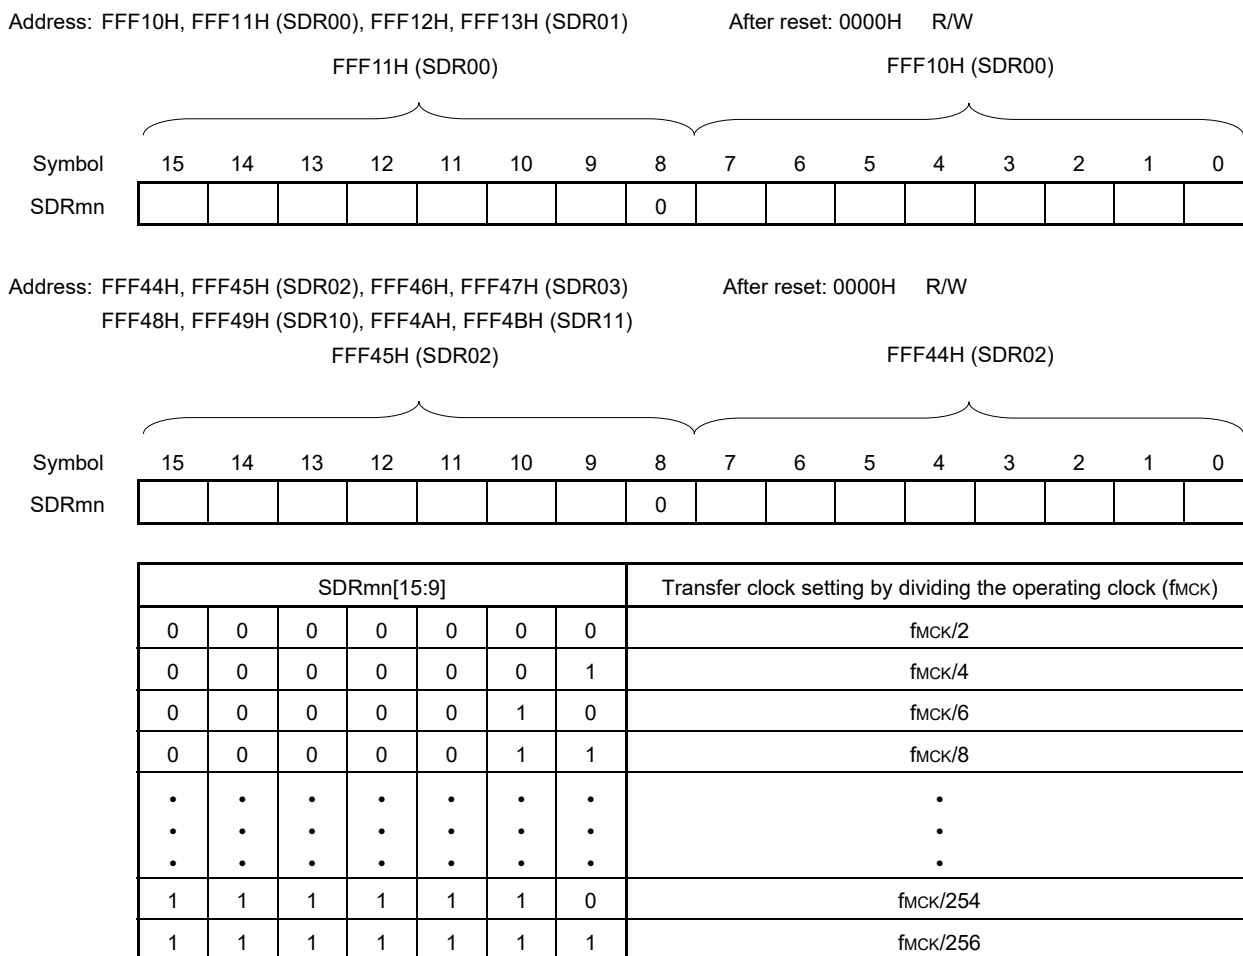 Address: FFF10H, FFF11H (SDR00), FFF12H, FFF13H (SDR01) After reset: 0000H R/W
FFF11H (SDR00) FFF10H (SDR00)
Symbol 15 14 13 12 11 10 9 8 7 6 5 4 3 2 1 0
SDRmn 0
Address: FFF44H, FFF45H (SDR02), FFF46H, FFF47H (SDR03) After reset: 0000H R/W
FFF48H, FFF49H (SDR10), FFF4AH, FFF4BH (SDR11)
FFF45H (SDR02) FFF44H (SDR02)
Symbol 15 14 13 12 11 10 9 8 7 6 5 4 3 2 1 0
SDRmn 0
SDRmn[15:9] Transfer clock setting by dividing the operating clock (fMCK)
0 0 0 0 0 0 0 fMCK/2
0 0 0 0 0 0 1 fMCK/4
0 0 0 0 0 1 0 fMCK/6
0 0 0 0 0 1 1 fMCK/8
• • • • • • • •
• • • • • • • •
• • • • • • • •
1 1 1 1 1 1 0 fMCK/254
1 1 1 1 1 1 1 fMCK/256